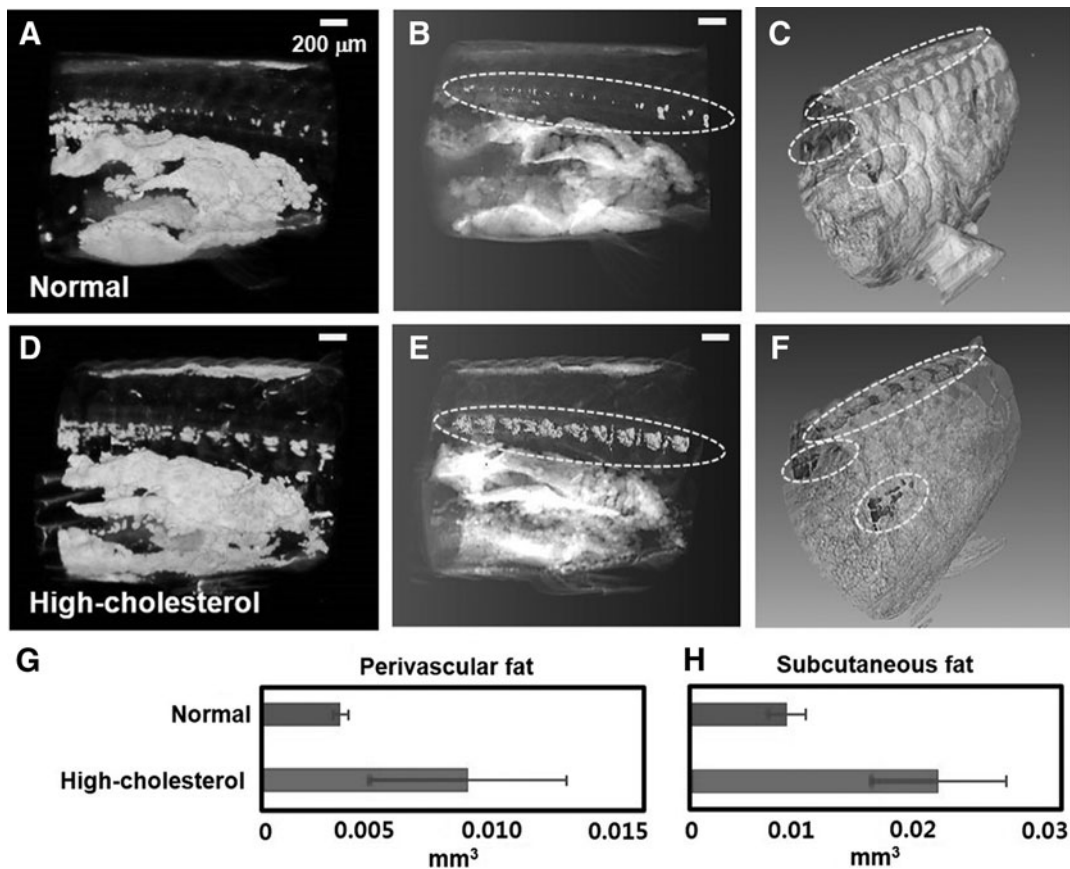 A
200 μm
Normal
B
C
D
High-cholesterol
E
F
G
Perivascular fat
Normal
High-cholesterol
0 0.005 0.010 0.015
mm³
H
Subcutaneous fat
0 0.01 0.02 0.03
mm³